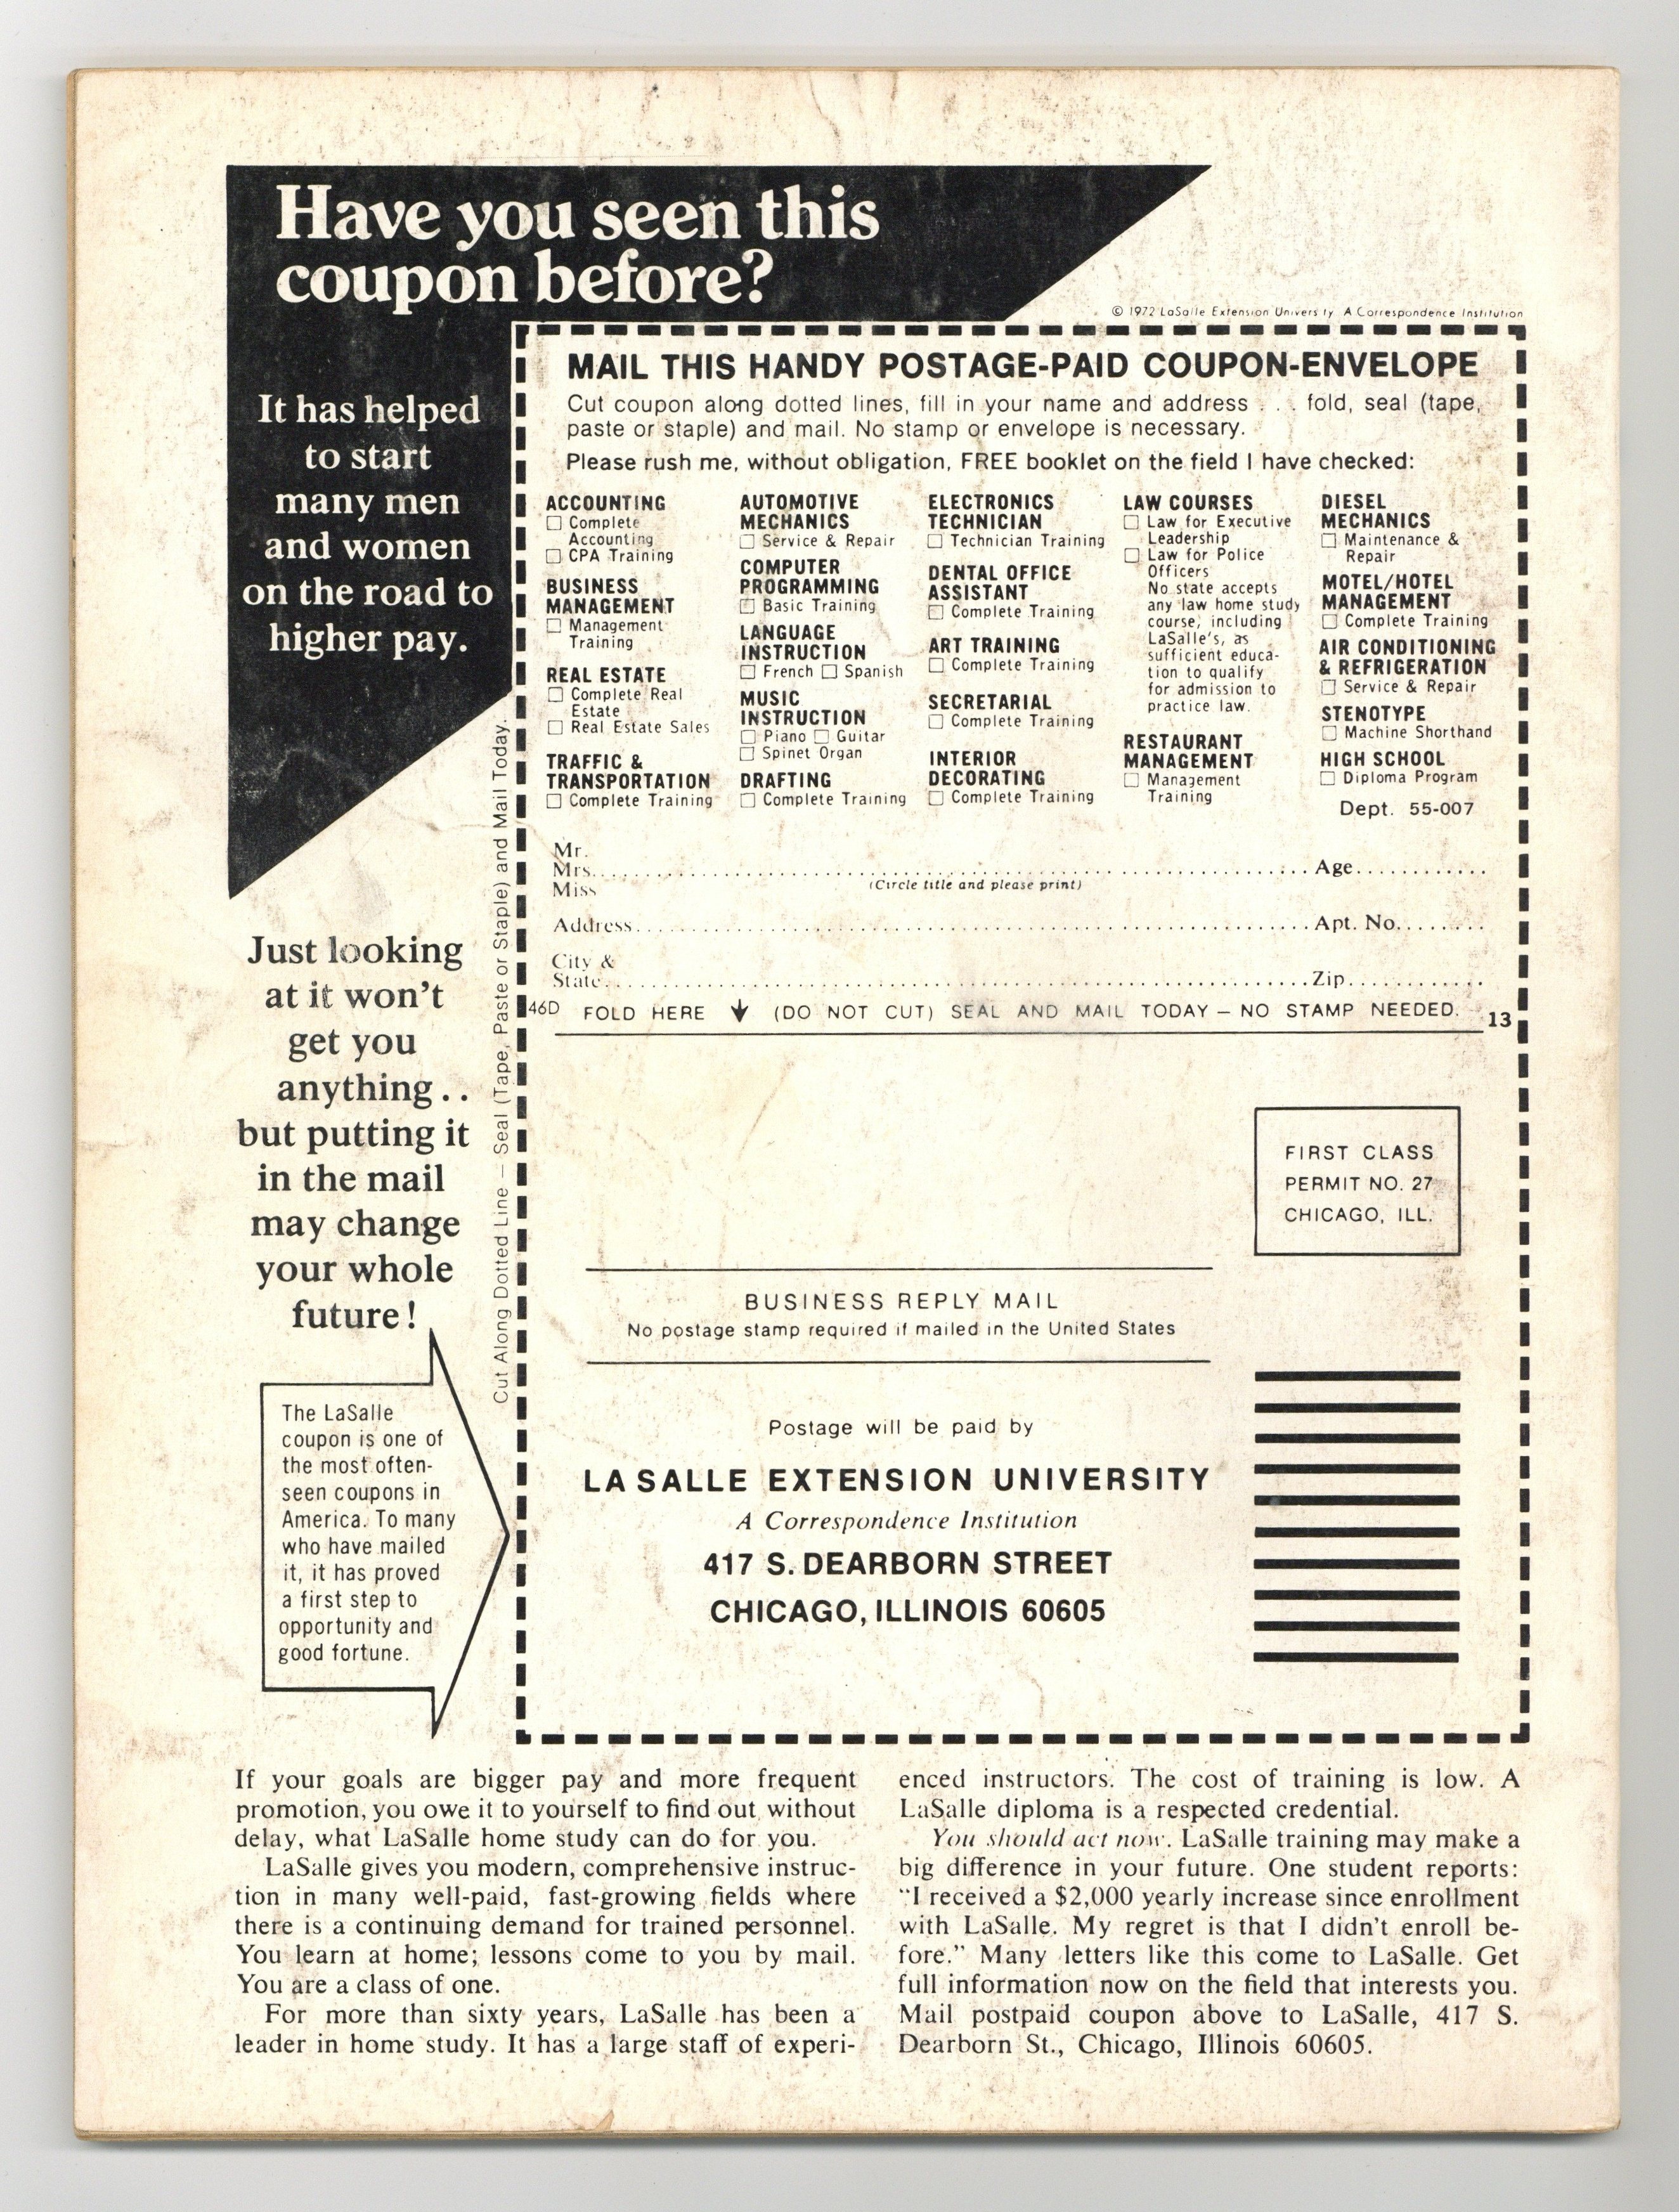 Have you seen this
coupon before?
It has helped
to start
many men
and women
on the road to
higher pay.
Just looking
at it won't
get you
anything..
but putting it
in the mail
may change
your whole
future!
The LaSalle
coupon is one of
the most often-
seen coupons in
America. To many
who have mailed
it, it has proved
a first step to
opportunity and
good fortune.
Cut Along Dotted Line — Seal (Tape, Paste or Staple) and Mail Today.
© 1972 LaSalle Extension University A Correspondence Institution
MAIL THIS HANDY POSTAGE-PAID COUPON-ENVELOPE
Cut coupon along dotted lines, fill in your name and address . . . fold, seal (tape,
paste or staple) and mail. No stamp or envelope is necessary.
Please rush me, without obligation, FREE booklet on the field I have checked:
ACCOUNTING
☐ Complete
Accounting
☐ CPA Training
BUSINESS
MANAGEMENT
☐ Management
Training
REAL ESTATE
☐ Complete Real
Estate
☐ Real Estate Sales
TRAFFIC &
TRANSPORTATION
☐ Complete Training
AUTOMOTIVE
MECHANICS
☐ Service & Repair
COMPUTER
PROGRAMMING
☐ Basic Training
LANGUAGE
INSTRUCTION
☐ French ☐ Spanish
MUSIC
INSTRUCTION
☐ Piano ☐ Guitar
☐ Spinet Organ
DRAFTING
☐ Complete Training
ELECTRONICS
TECHNICIAN
☐ Technician Training
DENTAL OFFICE
ASSISTANT
☐ Complete Training
ART TRAINING
☐ Complete Training
SECRETARIAL
☐ Complete Training
INTERIOR
DECORATING
☐ Complete Training
LAW COURSES
☐ Law for Executive
Leadership
☐ Law for Police
Officers
No state accepts
any law home study
course, including
LaSalle's, as
sufficient educa-
tion to qualify
for admission to
practice law.
RESTAURANT
MANAGEMENT
☐ Management
Training
DIESEL
MECHANICS
☐ Maintenance &
Repair
MOTEL/HOTEL
MANAGEMENT
☐ Complete Training
AIR CONDITIONING
& REFRIGERATION
☐ Service & Repair
STENOTYPE
☐ Machine Shorthand
HIGH SCHOOL
☐ Diploma Program
Dept. 55-007
Mr.
Mrs. Age
Miss (Circle title and please print)
Address Apt. No.
City &
State Zip
46D FOLD HERE ↓ (DO NOT CUT) SEAL AND MAIL TODAY — NO STAMP NEEDED. 13
FIRST CLASS
PERMIT NO. 27
CHICAGO, ILL.
BUSINESS REPLY MAIL
No postage stamp required if mailed in the United States
Postage will be paid by
LA SALLE EXTENSION UNIVERSITY
A Correspondence Institution
417 S. DEARBORN STREET
CHICAGO, ILLINOIS 60605
If your goals are bigger pay and more frequent
promotion, you owe it to yourself to find out without
delay, what LaSalle home study can do for you.
LaSalle gives you modern, comprehensive instruc-
tion in many well-paid, fast-growing fields where
there is a continuing demand for trained personnel.
You learn at home; lessons come to you by mail.
You are a class of one.
For more than sixty years, LaSalle has been a
leader in home study. It has a large staff of experi-
enced instructors. The cost of training is low. A
LaSalle diploma is a respected credential.
You should act now. LaSalle training may make a
big difference in your future. One student reports:
"I received a $2,000 yearly increase since enrollment
with LaSalle. My regret is that I didn't enroll be-
fore." Many letters like this come to LaSalle. Get
full information now on the field that interests you.
Mail postpaid coupon above to LaSalle, 417 S.
Dearborn St., Chicago, Illinois 60605.